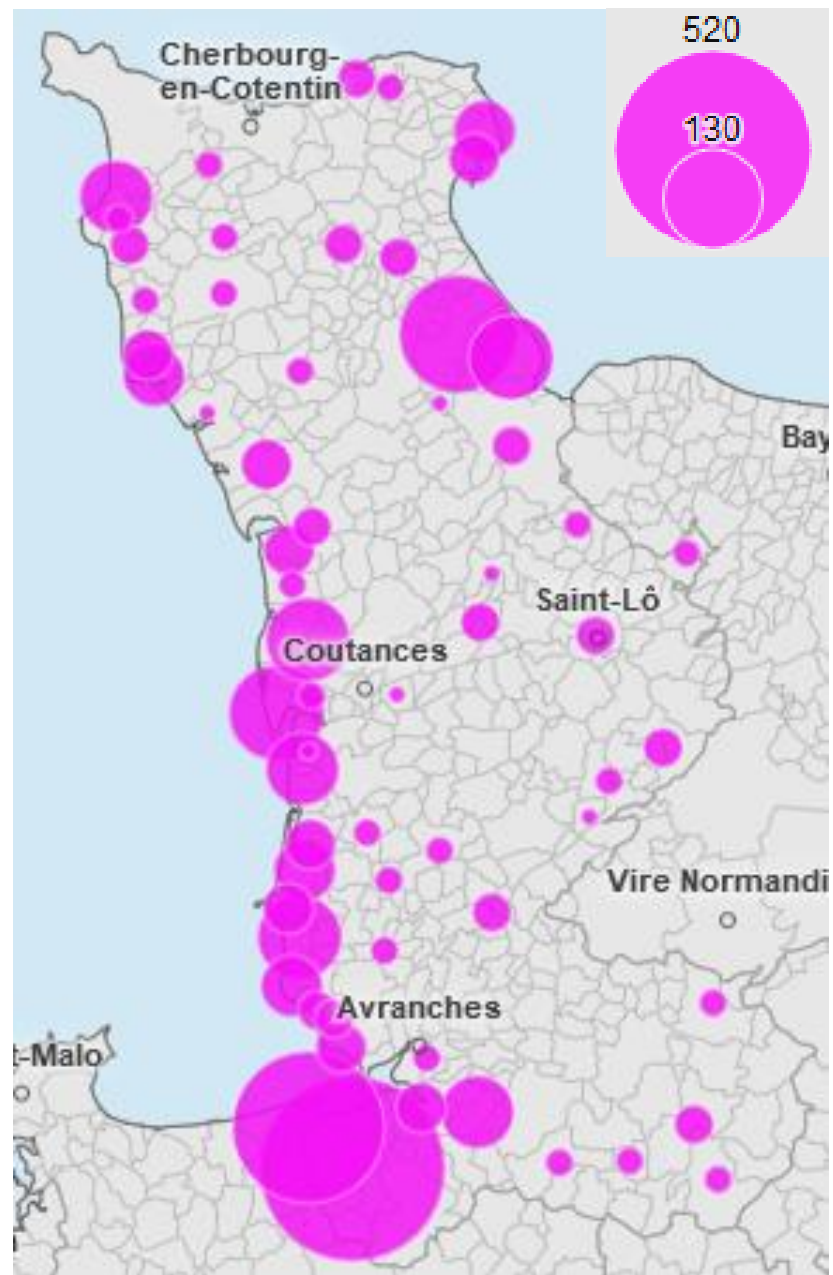 520
130
Cherbourg-
en-Cotentin
Bay
Saint-Lô
Coutances
Vire Normandi
Avranches
t-Malo